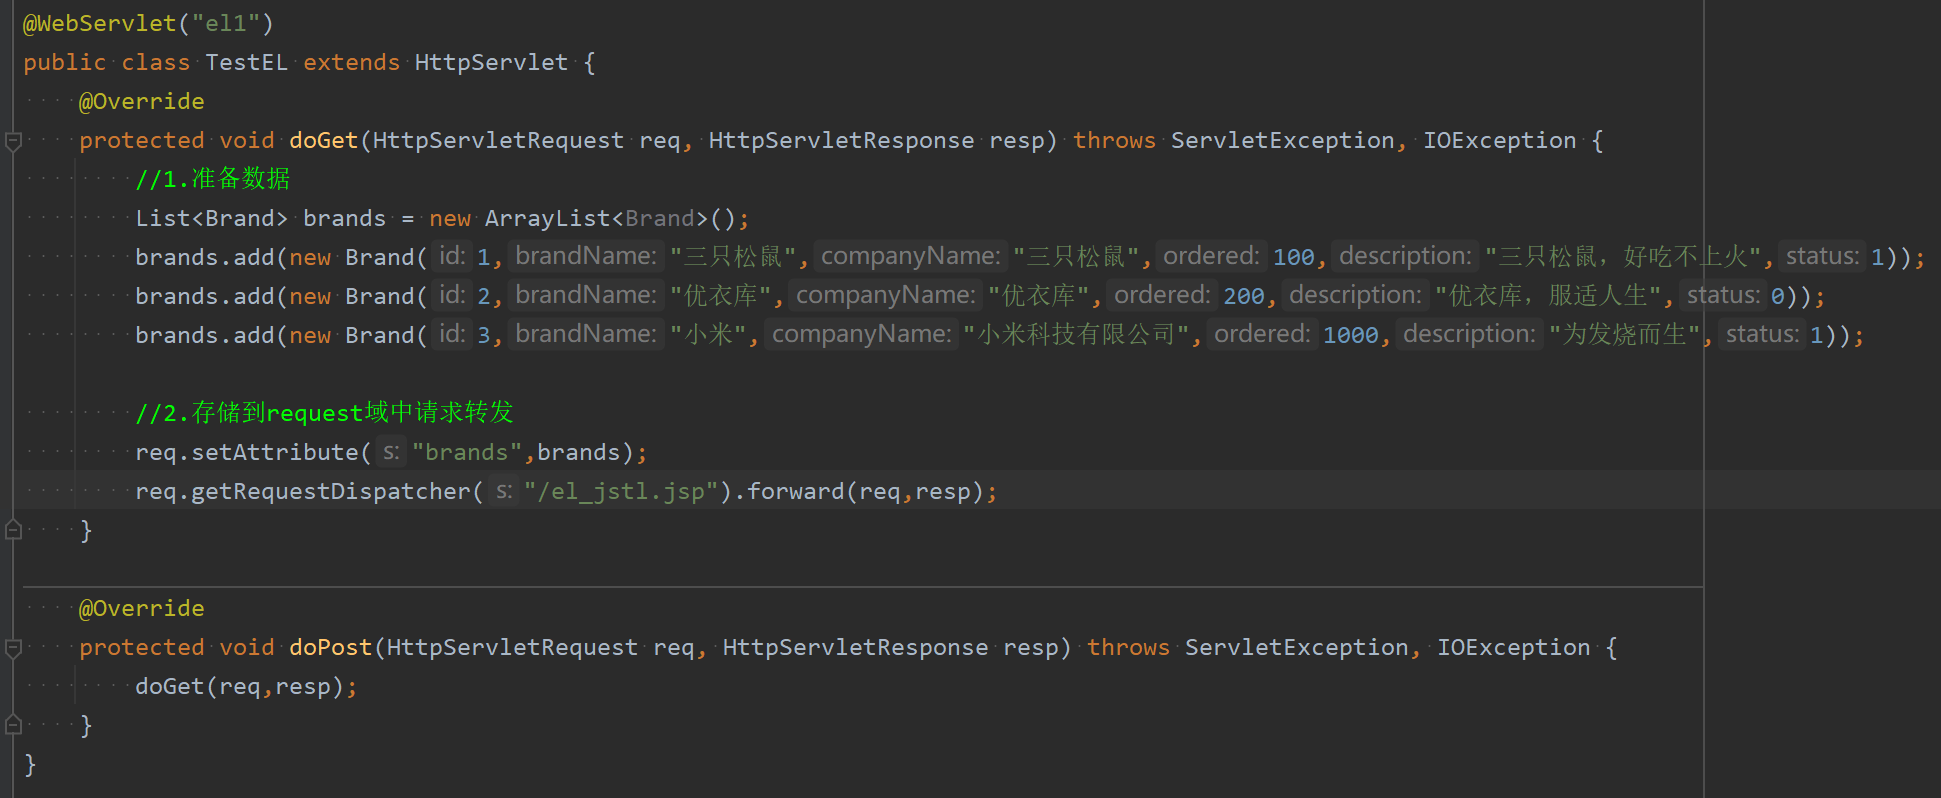 @WebServlet("el1")
public class TestEL extends HttpServlet {
    @Override
    protected void doGet(HttpServletRequest req, HttpServletResponse resp) throws ServletException, IOException {
        //1.准备数据
        List<Brand> brands = new ArrayList<Brand>();
        brands.add(new Brand( id: 1, brandName: "三只松鼠", companyName: "三只松鼠", ordered: 100, description: "三只松鼠，好吃不上火", status: 1));
        brands.add(new Brand( id: 2, brandName: "优衣库", companyName: "优衣库", ordered: 200, description: "优衣库，服适人生", status: 0));
        brands.add(new Brand( id: 3, brandName: "小米", companyName: "小米科技有限公司", ordered: 1000, description: "为发烧而生", status: 1));
        //2.存储到request域中请求转发
        req.setAttribute( s: "brands",brands);
        req.getRequestDispatcher( s: "/el_jstl.jsp").forward(req,resp);
    }
    @Override
    protected void doPost(HttpServletRequest req, HttpServletResponse resp) throws ServletException, IOException {
        doGet(req,resp);
    }
}